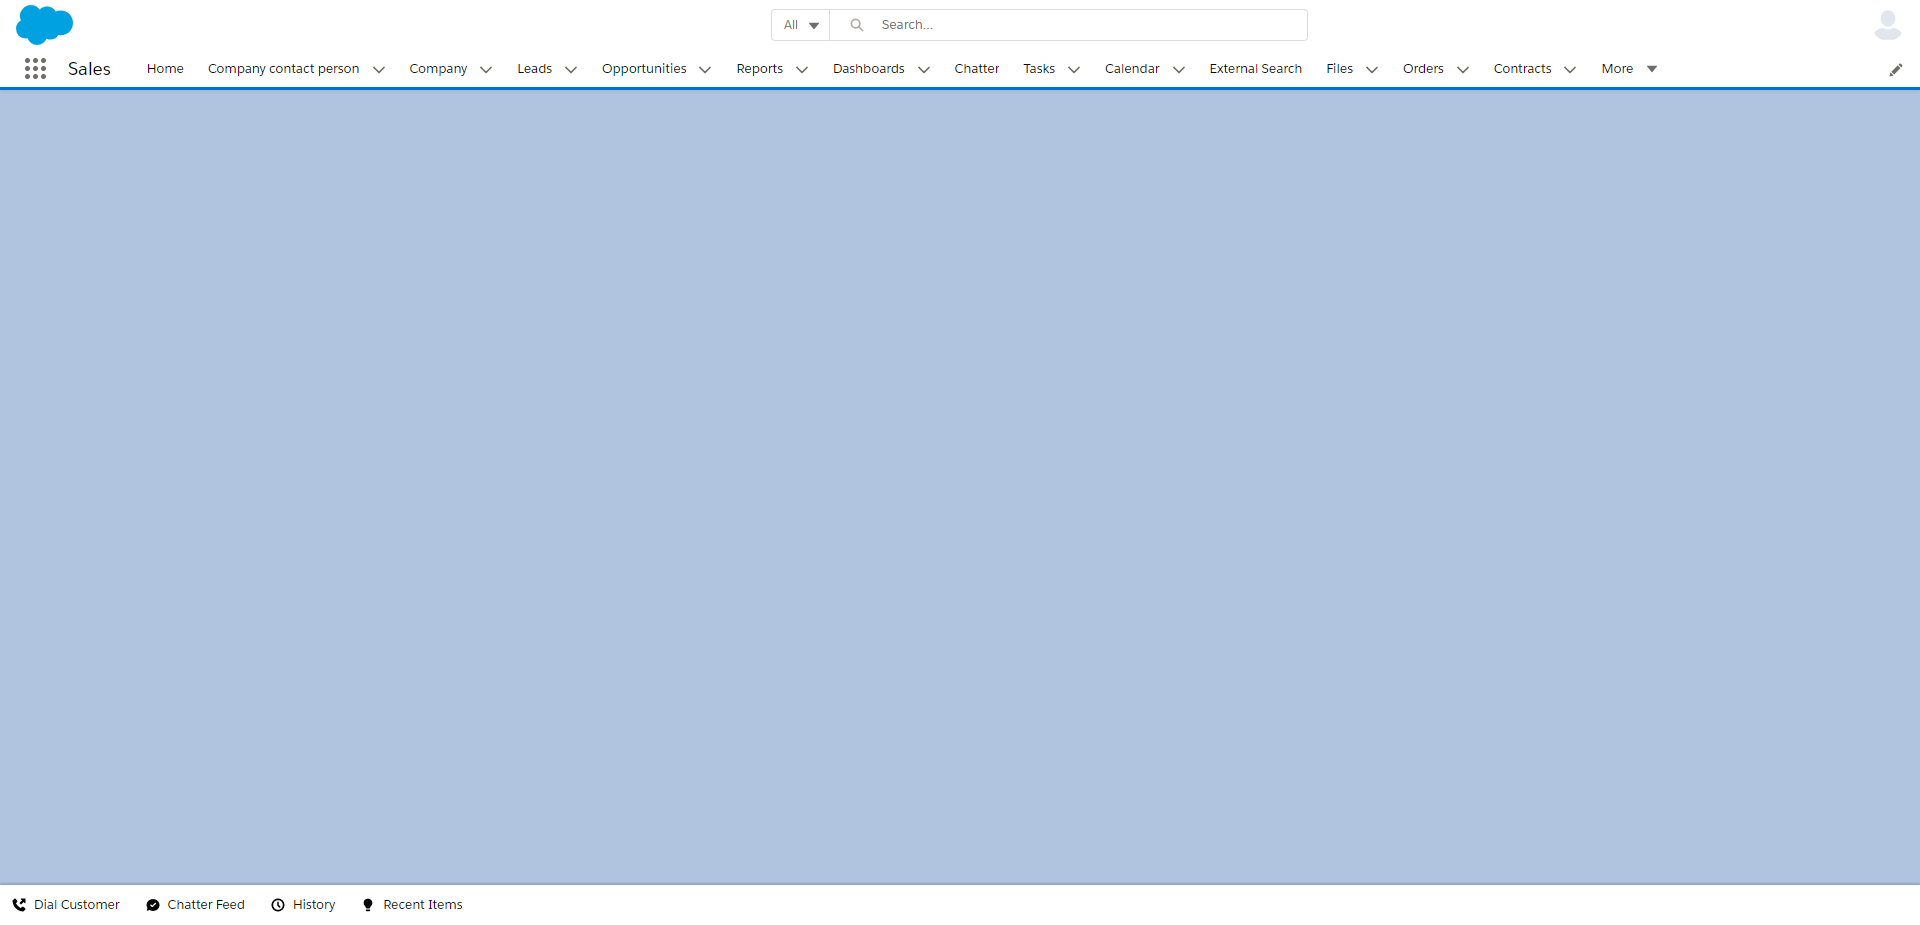 All Search...
Sales Home Company contact person Company Leads Opportunities Reports Dashboards Chatter Tasks Calendar External Search Files Orders Contracts More
Dial Customer Chatter Feed History Recent Items